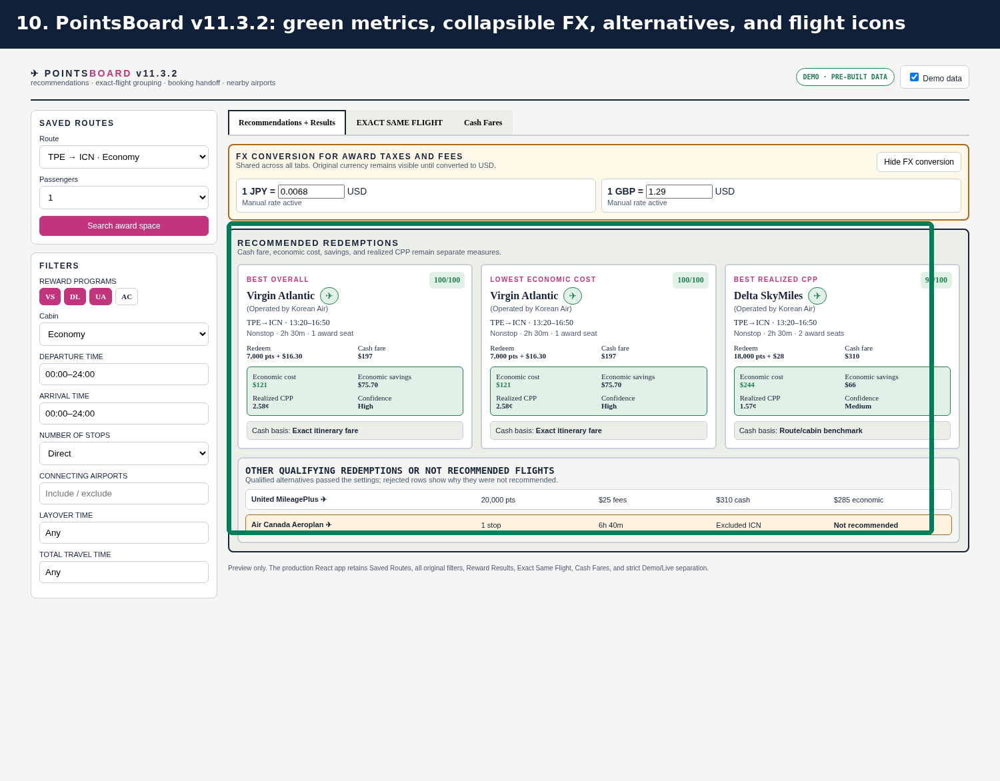 10. PointsBoard v11.3.2: green metrics, collapsible FX, alternatives, and flight icons
✈ POINTSBOARD v11.3.2
recommendations · exact-flight grouping · booking handoff · nearby airports
DEMO · PRE-BUILT DATA
Demo data
SAVED ROUTES
Route
TPE → ICN · Economy
Passengers
1
Search award space
FILTERS
REWARD PROGRAMS
VS DL UA AC
Cabin
Economy
DEPARTURE TIME
00:00–24:00
ARRIVAL TIME
00:00–24:00
NUMBER OF STOPS
Direct
CONNECTING AIRPORTS
Include / exclude
LAYOVER TIME
Any
TOTAL TRAVEL TIME
Any
Recommendations + Results EXACT SAME FLIGHT Cash Fares
FX CONVERSION FOR AWARD TAXES AND FEES
Shared across all tabs. Original currency remains visible until converted to USD.
Hide FX conversion
1 JPY = 0.0068 USD
Manual rate active
1 GBP = 1.29 USD
Manual rate active
RECOMMENDED REDEMPTIONS
Cash fare, economic cost, savings, and realized CPP remain separate measures.
BEST OVERALL 100/100
Virgin Atlantic ✈
(Operated by Korean Air)
TPE→ICN · 13:20–16:50
Nonstop · 2h 30m · 1 award seat
Redeem Cash fare
7,000 pts + $16.30 $197
Economic cost Economic savings
$121 $75.70
Realized CPP Confidence
2.58¢ High
Cash basis: Exact itinerary fare
LOWEST ECONOMIC COST 100/100
Virgin Atlantic ✈
(Operated by Korean Air)
TPE→ICN · 13:20–16:50
Nonstop · 2h 30m · 1 award seat
Redeem Cash fare
7,000 pts + $16.30 $197
Economic cost Economic savings
$121 $75.70
Realized CPP Confidence
2.58¢ High
Cash basis: Exact itinerary fare
BEST REALIZED CPP
Delta SkyMiles ✈
(Operated by Korean Air)
TPE→ICN · 13:20–16:50
Nonstop · 2h 30m · 2 award seats
Redeem Cash fare
18,000 pts + $28 $310
Economic cost Economic savings
$244 $66
Realized CPP Confidence
1.57¢ Medium
Cash basis: Route/cabin benchmark
OTHER QUALIFYING REDEMPTIONS OR NOT RECOMMENDED FLIGHTS
Qualified alternatives passed the settings; rejected rows show why they were not recommended.
United MileagePlus ✈ 20,000 pts $25 fees $310 cash $285 economic
Air Canada Aeroplan ✈ 1 stop 6h 40m Excluded ICN Not recommended
Preview only. The production React app retains Saved Routes, all original filters, Reward Results, Exact Same Flight, Cash Fares, and strict Demo/Live separation.